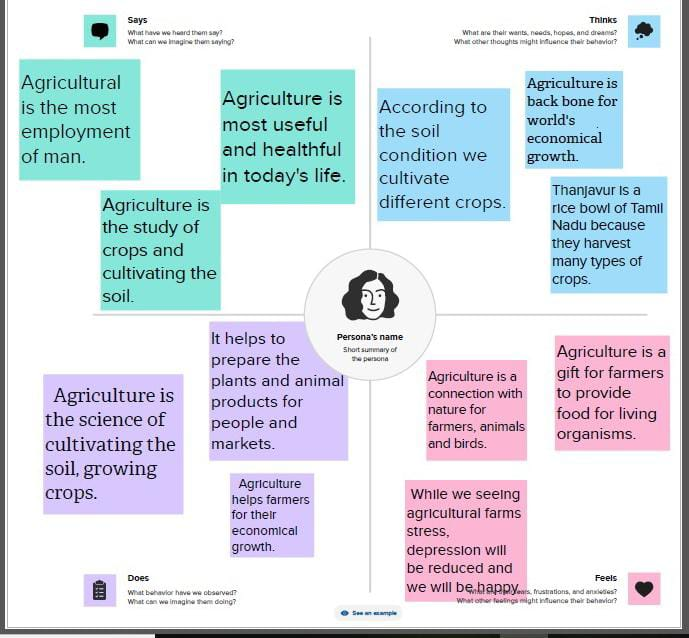 Says
What have we heard them say?
What can we imagine them saying?
Thinks
What are their wants, needs, hopes, and dreams?
What other thoughts might influence their behavior?
Agricultural
is the most
employment
of man.
Agriculture is
most useful
and healthful
in today's life.
Agriculture is
the study of
crops and
cultivating the
soil.
According to
the soil
condition we
cultivate
different crops.
Agriculture is
back bone for
world's
economical
growth.
Thanjavur is a
rice bowl of Tamil
Nadu because
they harvest
many types of
crops.
Persona's name
Short summary of
the persona
Agriculture is
the science of
cultivating the
soil, growing
crops.
It helps to
prepare the
plants and animal
products for
people and
markets.
Agriculture
helps farmers
for their
economical
growth.
Agriculture is a
connection with
nature for
farmers, animals
and birds.
Agriculture is a
gift for farmers
to provide
food for living
organisms.
While we seeing
agricultural farms
stress,
depression will
be reduced and
we will be happy.
Does
What behavior have we observed?
What can we imagine them doing?
Feels
fears, frustrations, and anxieties?
What other feelings might influence their behavior?
See an example